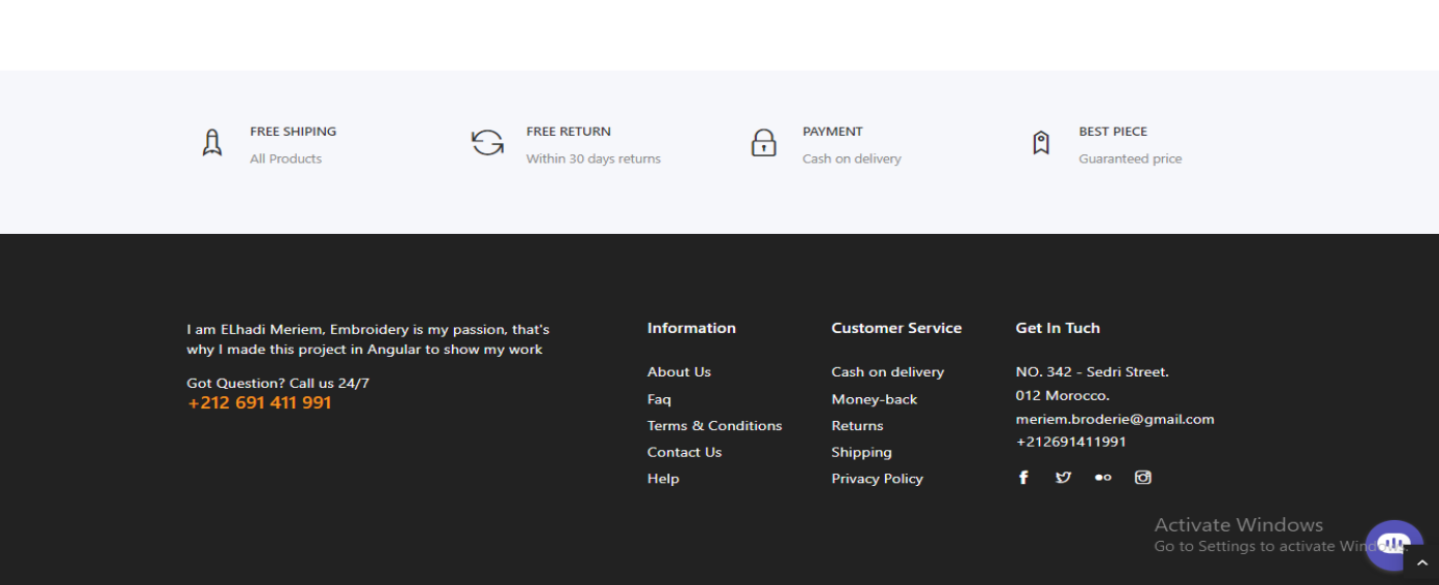 FREE SHIPING
All Products
FREE RETURN
Within 30 days returns
PAYMENT
Cash on delivery
BEST PIECE
Guaranteed price
I am ELhadi Meriem, Embroidery is my passion, that's
why I made this project in Angular to show my work
Got Question? Call us 24/7
+212 691 411 991
Information
About Us
Faq
Terms & Conditions
Contact Us
Help
Customer Service
Cash on delivery
Money-back
Returns
Shipping
Privacy Policy
Get In Tuch
NO. 342 - Sedri Street.
012 Morocco.
meriem.broderie@gmail.com
+212691411991
Activate Windows
Go to Settings to activate Windows.